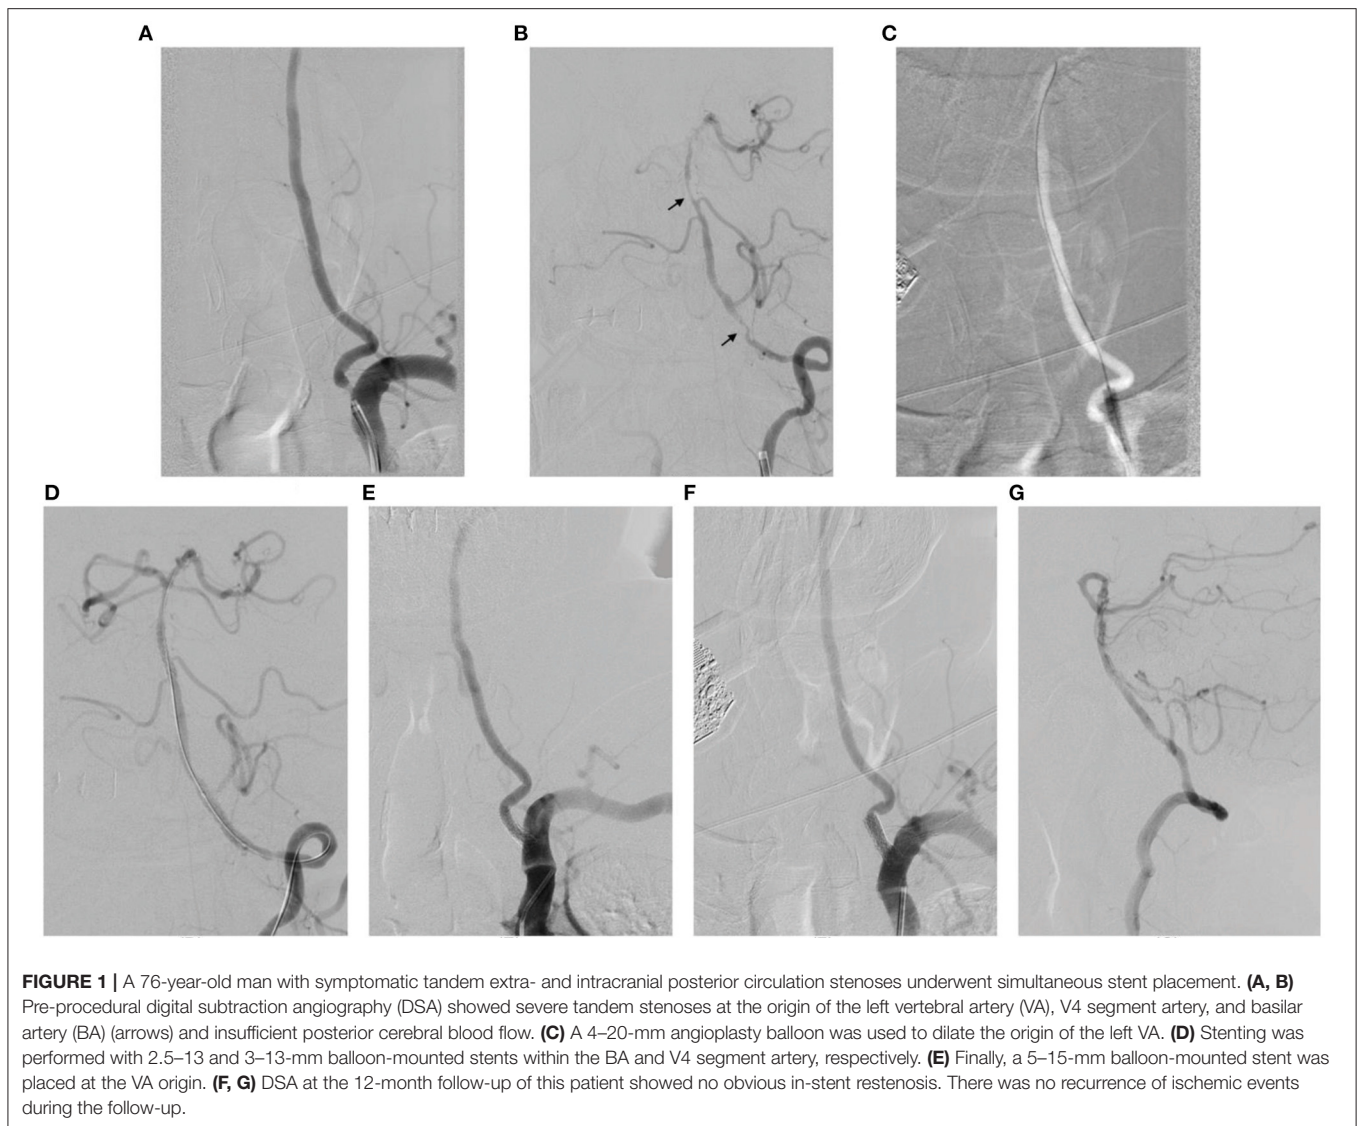 A
B
C
D
E
F
G
FIGURE 1 | A 76-year-old man with symptomatic tandem extra- and intracranial posterior circulation stenoses underwent simultaneous stent placement. (A, B)
Pre-procedural digital subtraction angiography (DSA) showed severe tandem stenoses at the origin of the left vertebral artery (VA), V4 segment artery, and basilar
artery (BA) (arrows) and insufficient posterior cerebral blood flow. (C) A 4–20-mm angioplasty balloon was used to dilate the origin of the left VA. (D) Stenting was
performed with 2.5–13 and 3–13-mm balloon-mounted stents within the BA and V4 segment artery, respectively. (E) Finally, a 5–15-mm balloon-mounted stent was
placed at the VA origin. (F, G) DSA at the 12-month follow-up of this patient showed no obvious in-stent restenosis. There was no recurrence of ischemic events
during the follow-up.